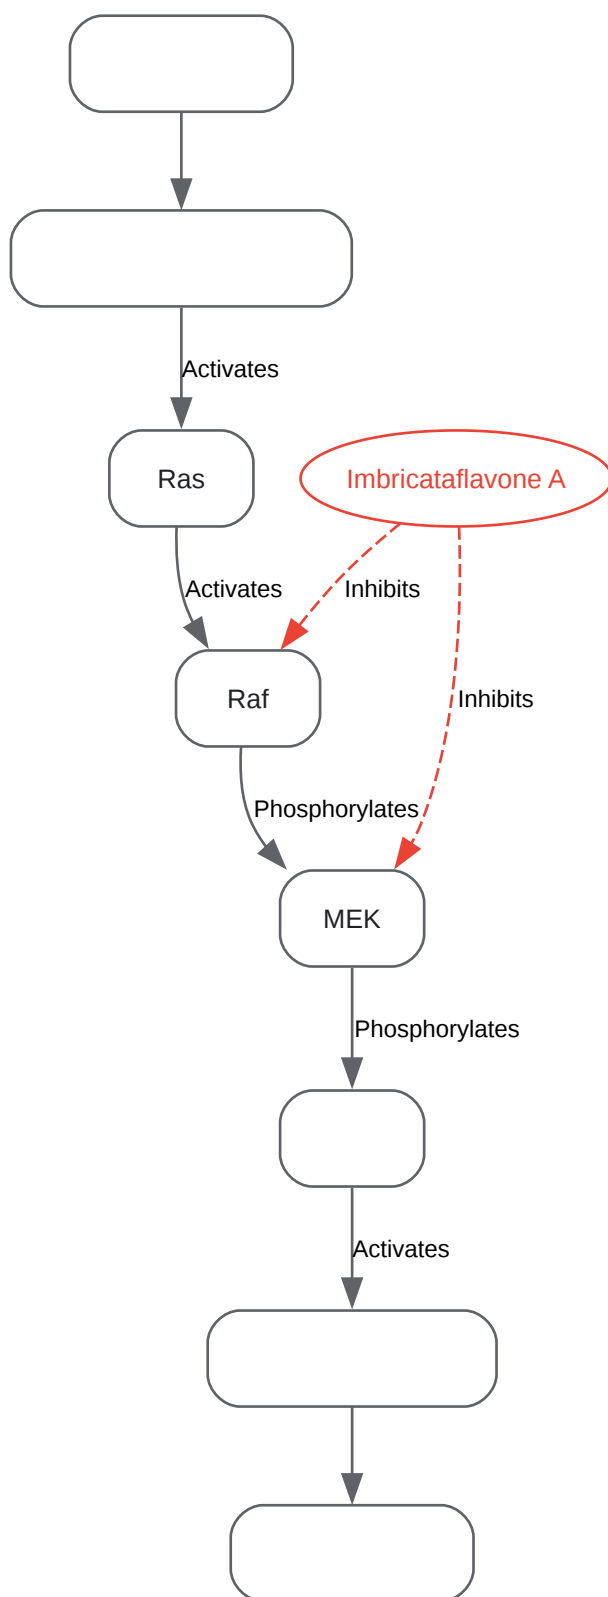 Activates
Ras
Imbricataflavone A
Activates
Inhibits
Raf
Inhibits
Phosphorylates
MEK
Phosphorylates
Activates